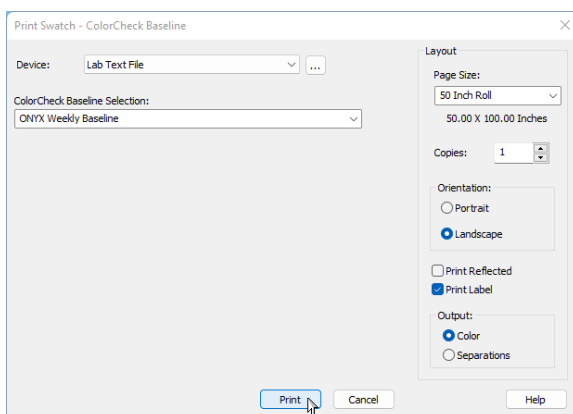 Print Swatch - ColorCheck Baseline
Device:
Lab Text File
...
ColorCheck Baseline Selection:
ONYX Weekly Baseline
Layout
Page Size:
50 Inch Roll
50.00 X 100.00 Inches
Copies:
1
Orientation:
Portrait
Landscape
Print Reflected
Print Label
Output:
Color
Separations
Print
Cancel
Help